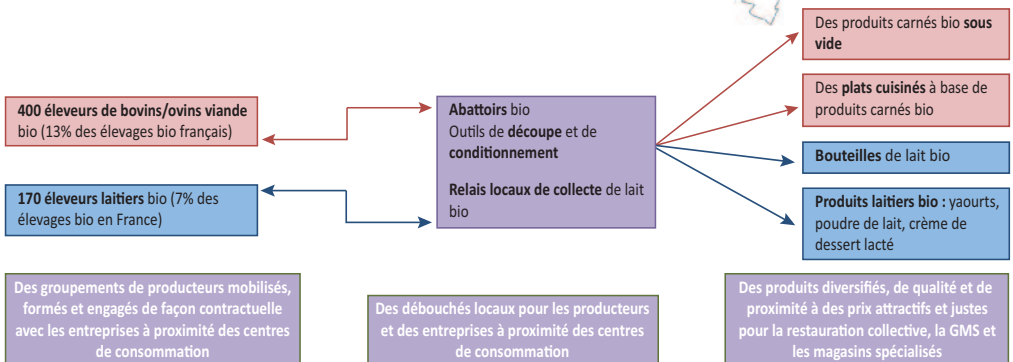 400 éleveurs de bovins/ovins viande
bio (13% des élevages bio français)
170 éleveurs laitiers bio (7% des
élevages bio en France)
Abattoirs bio
Outils de découpe et de
conditionnement
Relais locaux de collecte de lait
bio
Des produits carnés bio sous
vide
Des plats cuisinés à base de
produits carnés bio
Bouteilles de lait bio
Produits laitiers bio : yaourts,
poudre de lait, crème de
dessert lacté
Des groupements de producteurs mobilisés,
formés et engagés de façon contractuelle
avec les entreprises à proximité des centres
de consommation
Des débouchés locaux pour les producteurs
et des entreprises à proximité des centres
de consommation
Des produits diversifiés, de qualité et de
proximité à des prix attractifs et justes
pour la restauration collective, la GMS et
les magasins spécialisés